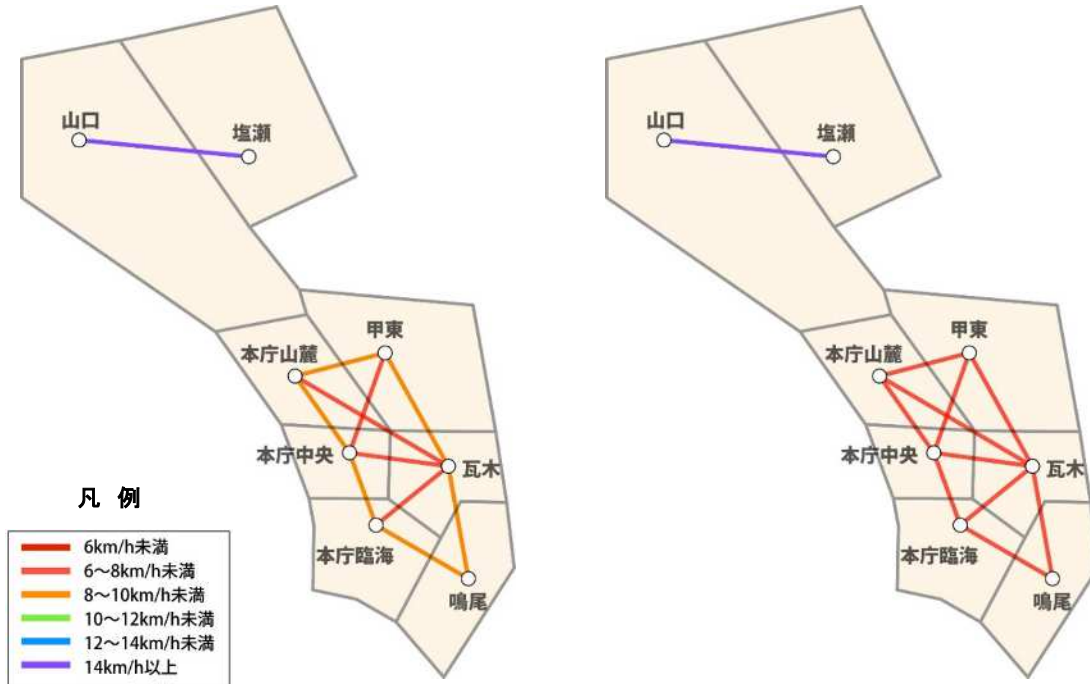 山口
塩瀬
甲東
本庁山麓
本庁中央
瓦木
本庁臨海
鳴尾
凡 例
6km/h未満
6〜8km/h未満
8〜10km/h未満
10〜12km/h未満
12〜14km/h未満
14km/h以上
山口
塩瀬
甲東
本庁山麓
本庁中央
瓦木
本庁臨海
鳴尾